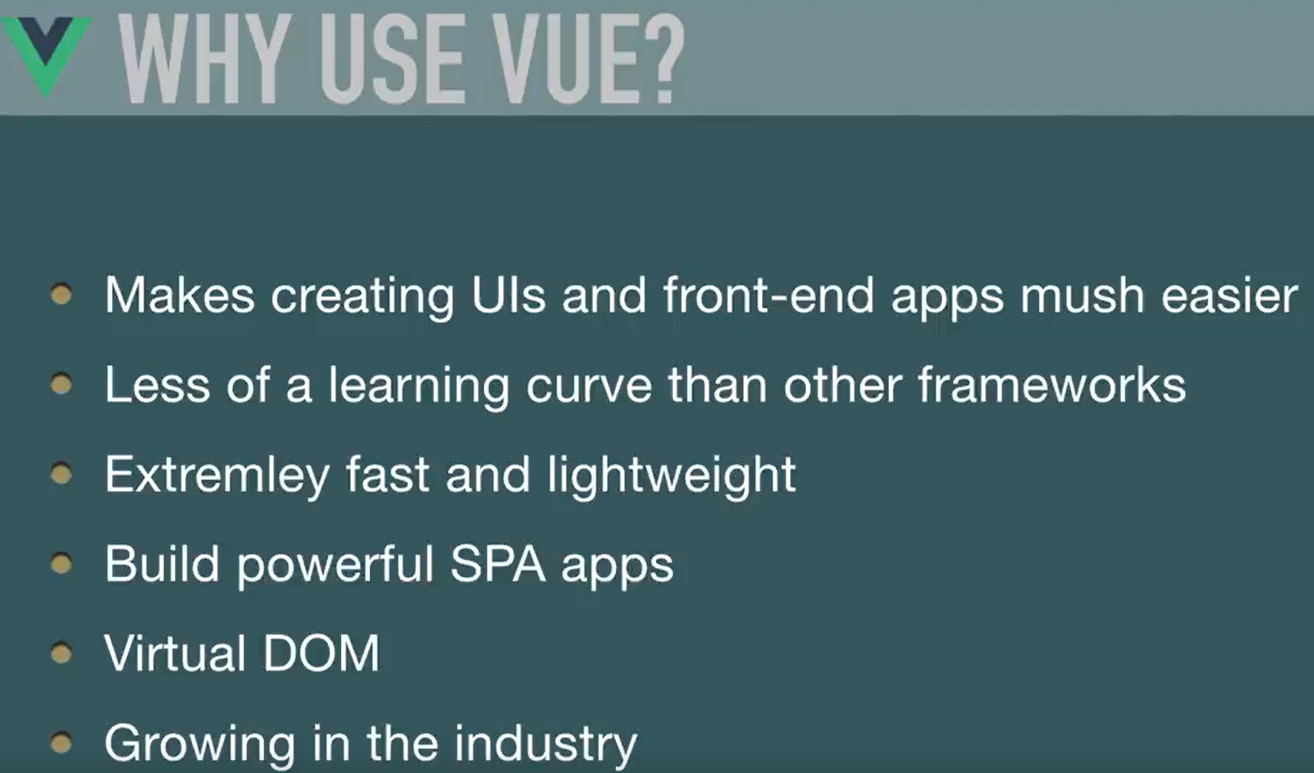 WHY USE VUE?
Makes creating UIs and front-end apps mush easier
Less of a learning curve than other frameworks
Extremley fast and lightweight
Build powerful SPA apps
Virtual DOM
Growing in the industry